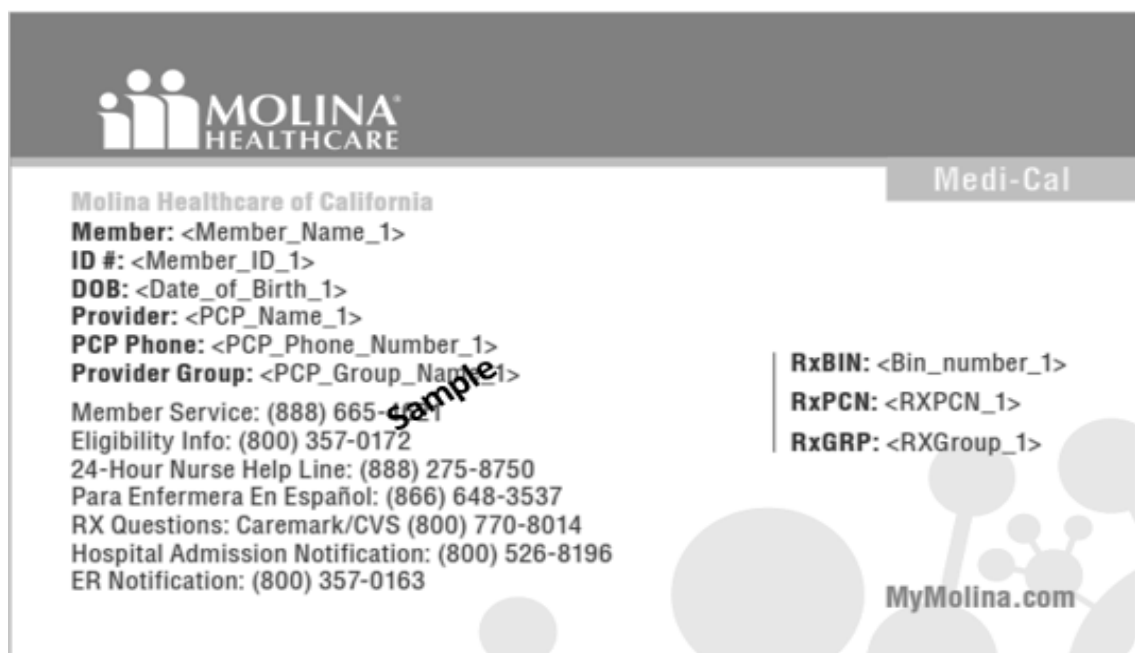 MOLINA®
HEALTHCARE
Medi-Cal
Molina Healthcare of California
Member: <Member_Name_1>
ID #: <Member_ID_1>
DOB: <Date_of_Birth_1>
Provider: <PCP_Name_1>
PCP Phone: <PCP_Phone_Number_1>
Provider Group: <PCP_Group_Name_1>
Sample
Member Service: (888)
Eligibility Info: (800) 357-0172
24-Hour Nurse Help Line: (888) 275-8750
Para Enfermera En Español: (866) 648-3537
RX Questions: Caremark/CVS (800) 770-8014
Hospital Admission Notification: (800) 526-8196
ER Notification: (800) 357-0163
RxBIN: <Bin_number_1>
RxPCN: <RXPCN_1>
RxGRP: <RXGroup_1>
MyMolina.com